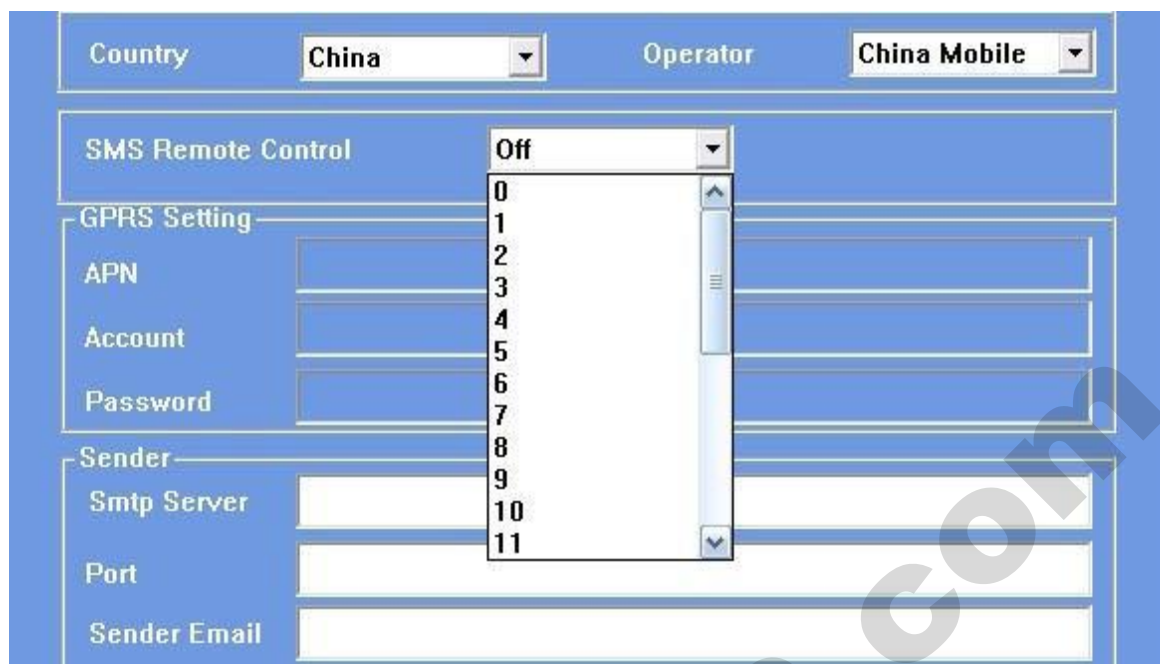 Country China Operator China Mobile
SMS Remote Control Off
0
GPRS Setting
1
2
APN
3
4
Account
5
6
Password
7
8
Sender
9
Smtp Server
10
11
Port
Sender Email
com